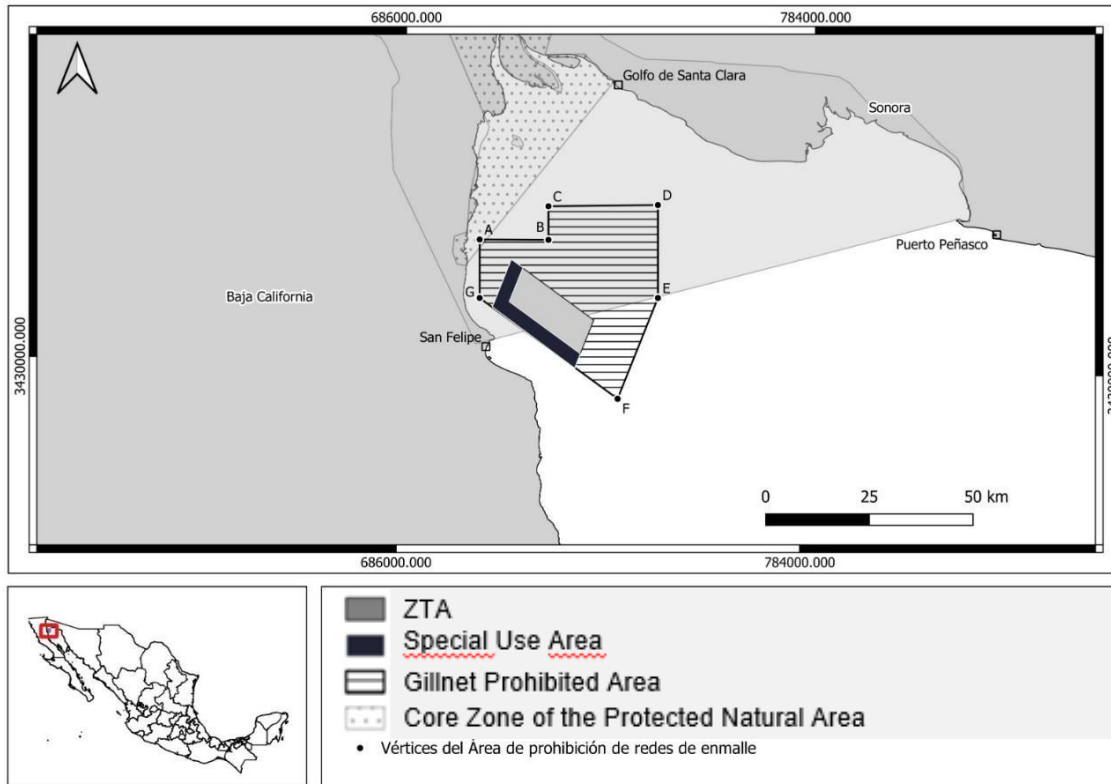 686000.000
784000.000
Golfo de Santa Clara
Sonora
C
D
A
B
Puerto Peñasco
Baja California
G
E
San Felipe
3430000.000
3430000.000
F
0
25
50 km
686000.000
784000.000
ZTA
Special Use Area
Gillnet Prohibited Area
Core Zone of the Protected Natural Area
Vértices del Área de prohibición de redes de enmalle